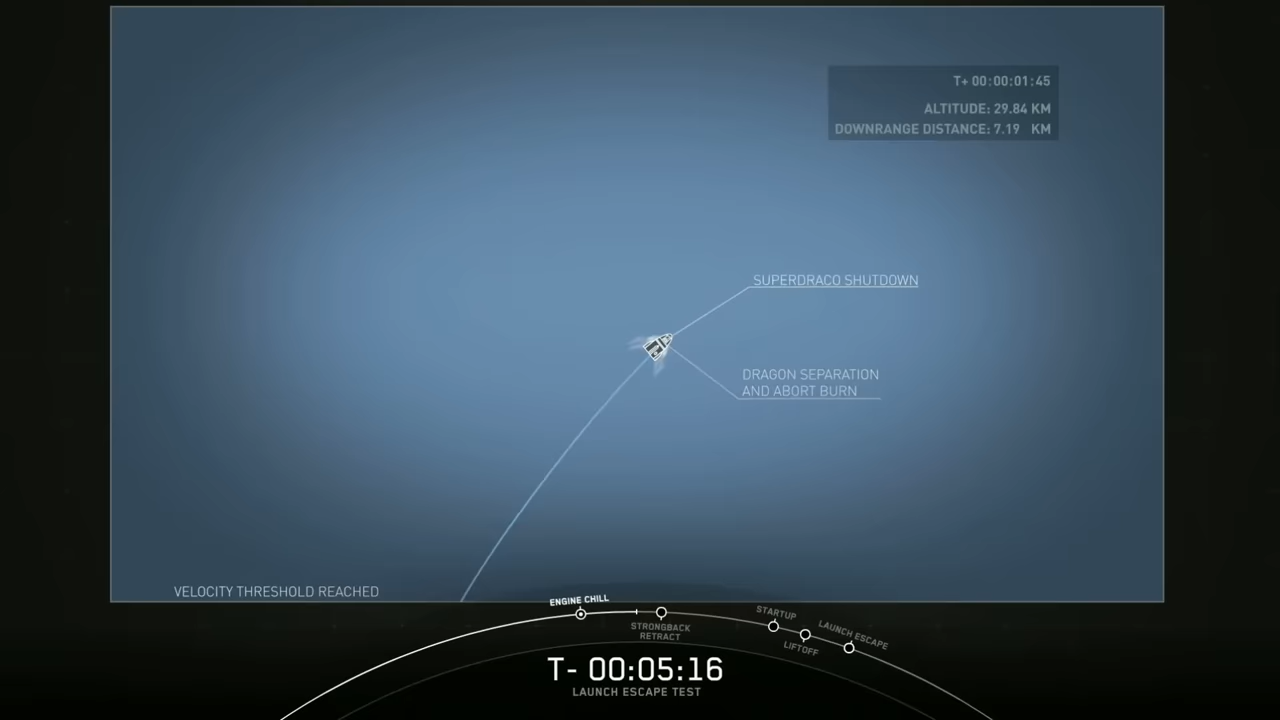 T+ 00:00:01:45
ALTITUDE: 29.84 KM
DOWNRANGE DISTANCE: 7.19 KM
SUPERDRACO SHUTDOWN
DRAGON SEPARATION
AND ABORT BURN
VELOCITY THRESHOLD REACHED
ENGINE CHILL
STRONGBACK
RETRACT
STARTUP
LIFTOFF
LAUNCH ESCAPE
T- 00:05:16
LAUNCH ESCAPE TEST